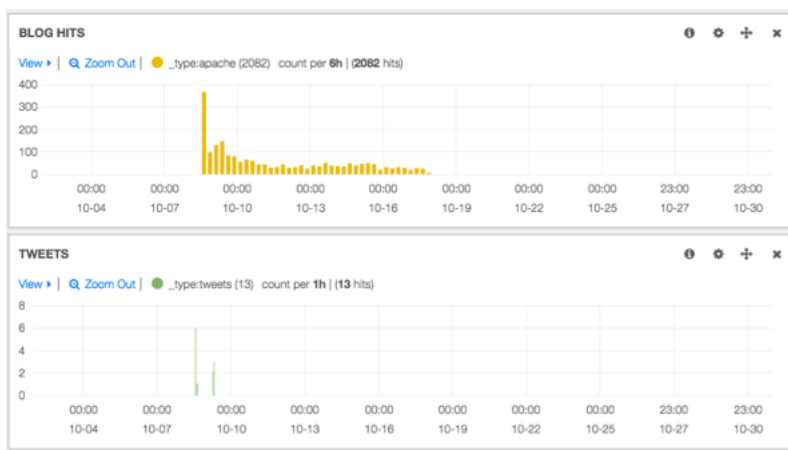 BLOG HITS
View | Zoom Out | _type:apache (2082) count per 6h | (2082 hits)
400
300
200
100
0
00:00 00:00 00:00 00:00 00:00 00:00 00:00 00:00 23:00 23:00
10-04 10-07 10-10 10-13 10-16 10-19 10-22 10-25 10-27 10-30
TWEETS
View | Zoom Out | _type:tweets (13) count per 1h | (13 hits)
8
6
4
2
0
00:00 00:00 00:00 00:00 00:00 00:00 00:00 00:00 23:00 23:00
10-04 10-07 10-10 10-13 10-16 10-19 10-22 10-25 10-27 10-30